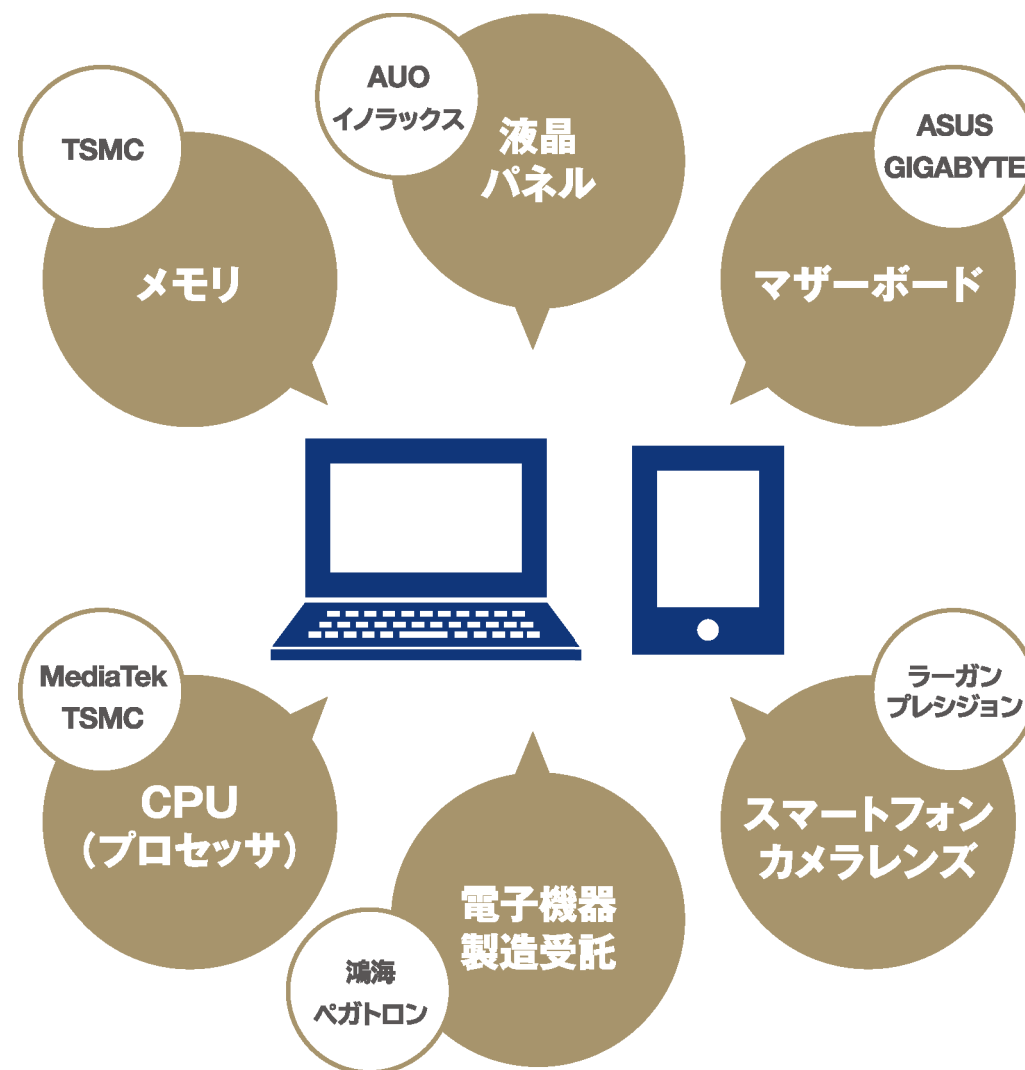 TSMC
メモリ
AUO
イノラックス
液晶
パネル
ASUS
GIGABYTE
マザーボード
MediaTek
TSMC
CPU
（プロセッサ）
鴻海
ペガトロン
電子機器
製造受託
ラーガン
プレシジョン
スマートフォン
カメラレンズ